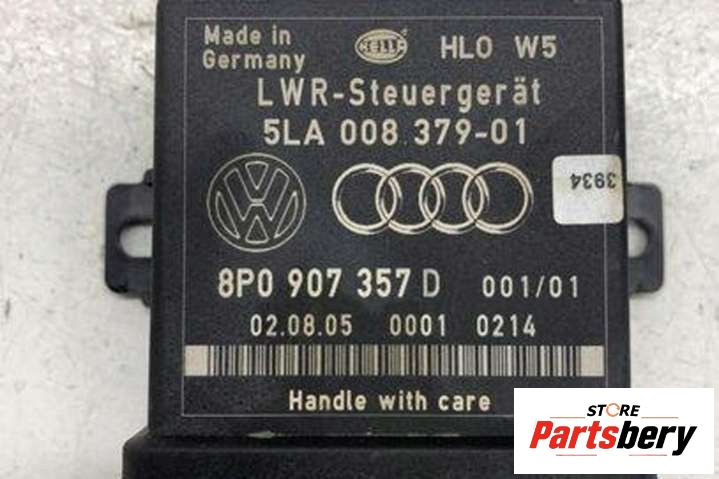 Made in
Germany
HELLA
HLO W5
LWR-Steuergerät
5LA 008 379-01
3934
8P0 907 357 D 001/01
02.08.05 0001 0214
Handle with care
STORE
Partsbery